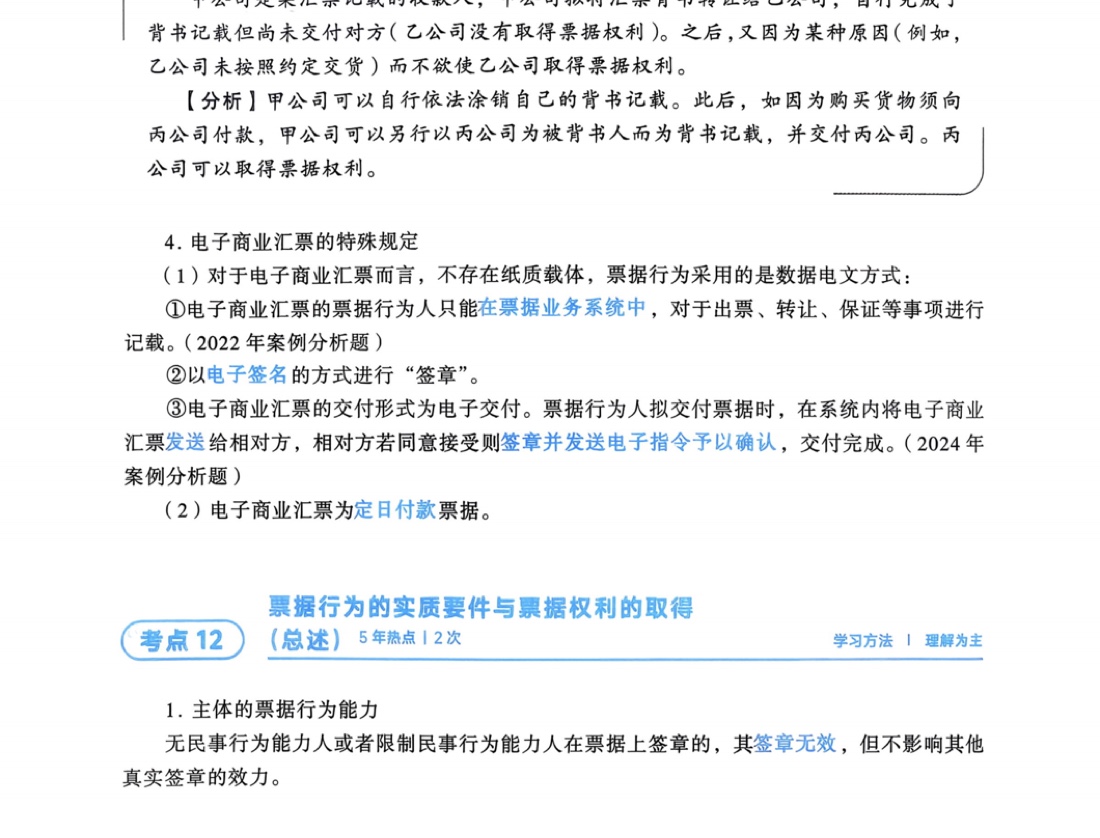 背书记载但尚未交付对方(乙公司没有取得票据权利)。之后,又因为某种原因(例如,
乙公司未按照约定交货)而不欲使乙公司取得票据权利。
【分析】甲公司可以自行依法涂销自己的背书记载。此后,如因为购买货物须向
丙公司付款,甲公司可以另行以丙公司为被背书人而为背书记载,并交付丙公司。丙
公司可以取得票据权利。
4. 电子商业汇票的特殊规定
(1)对于电子商业汇票而言,不存在纸质载体,票据行为采用的是数据电文方式:
①电子商业汇票的票据行为人只能在票据业务系统中,对于出票、转让、保证等事项进行
记载。(2022 年案例分析题)
②以电子签名的方式进行“签章”。
③电子商业汇票的交付形式为电子交付。票据行为人拟交付票据时,在系统内将电子商业
汇票发送给相对方,相对方若同意接受则签章并发送电子指令予以确认,交付完成。(2024 年
案例分析题)
(2)电子商业汇票为定日付款票据。
考点 12
票据行为的实质要件与票据权利的取得
(总述) 5 年热点丨2 次
学习方法 丨 理解为主
1. 主体的票据行为能力
无民事行为能力人或者限制民事行为能力人在票据上签章的,其签章无效,但不影响其他
真实签章的效力。